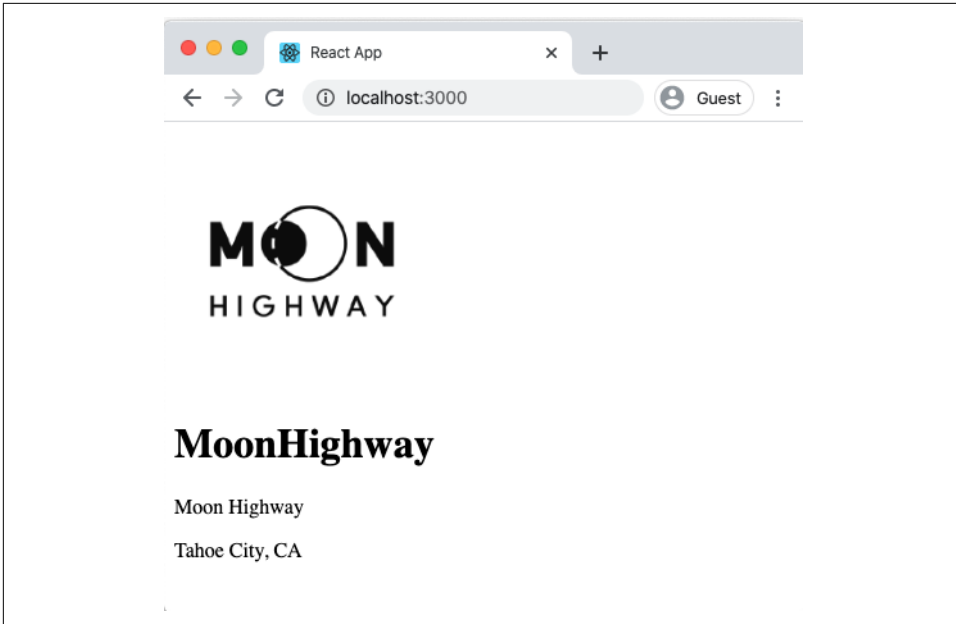 React App
localhost:3000
Guest
MOON
HIGHWAY
MoonHighway
Moon Highway
Tahoe City, CA